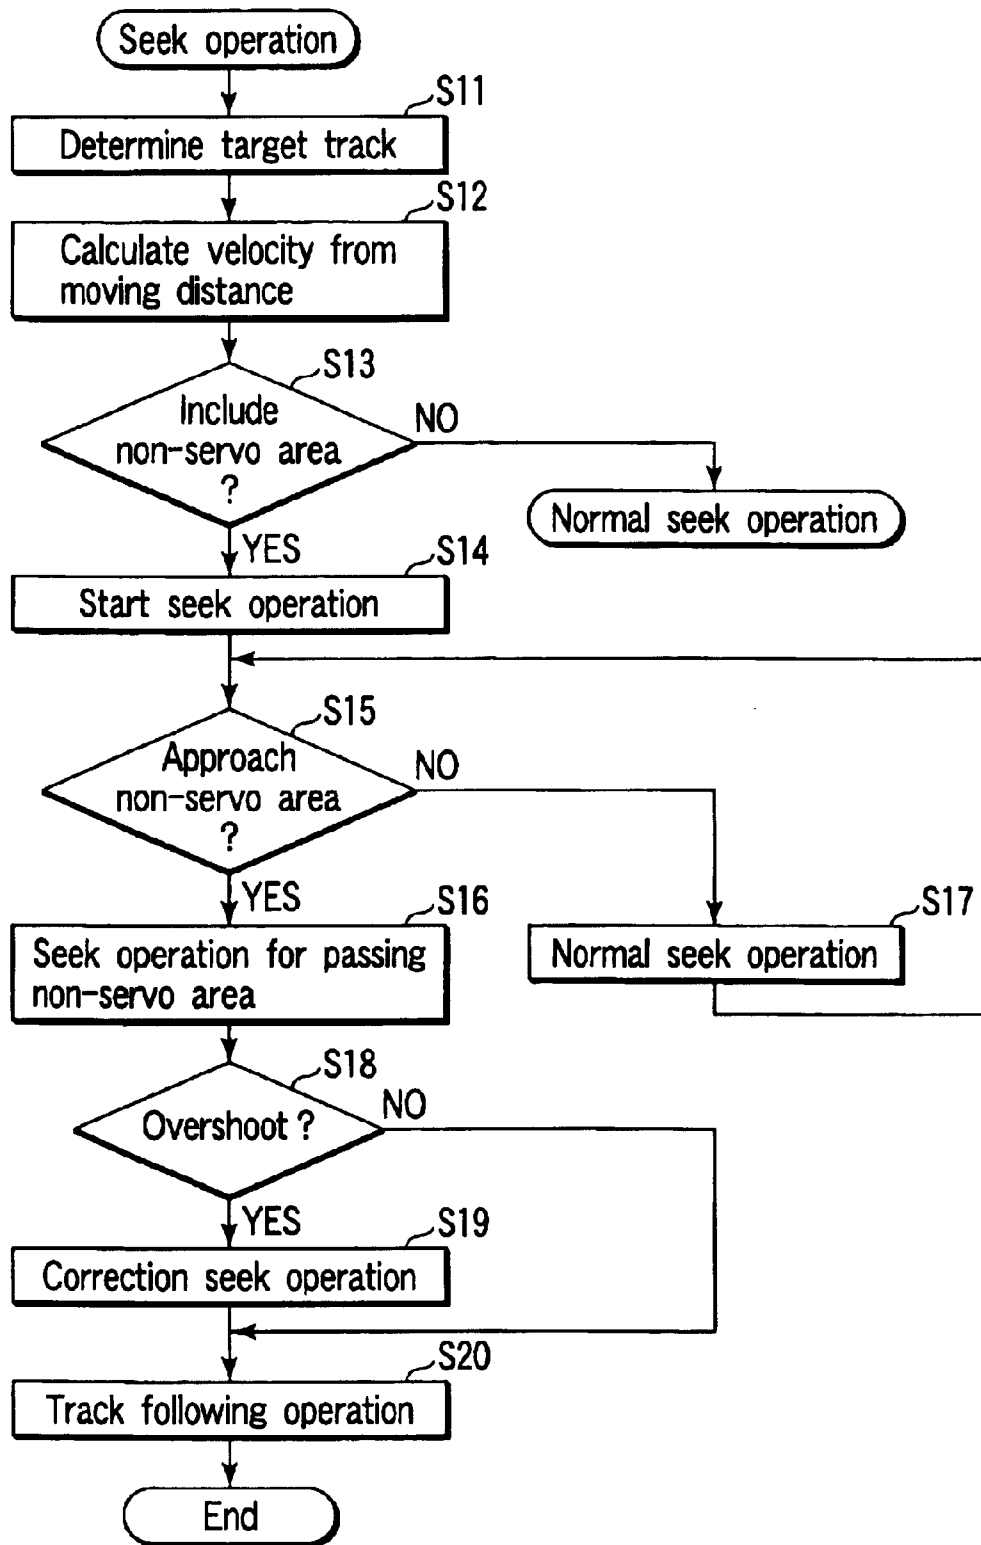 Seek operation
S11
Determine target track
S12
Calculate velocity from
moving distance
S13
Include
non-servo area
?
NO
Normal seek operation
YES
S14
Start seek operation
S15
Approach
non-servo area
?
NO
YES
S16
Seek operation for passing
non-servo area
S17
Normal seek operation
S18
Overshoot ?
NO
YES
S19
Correction seek operation
S20
Track following operation
End